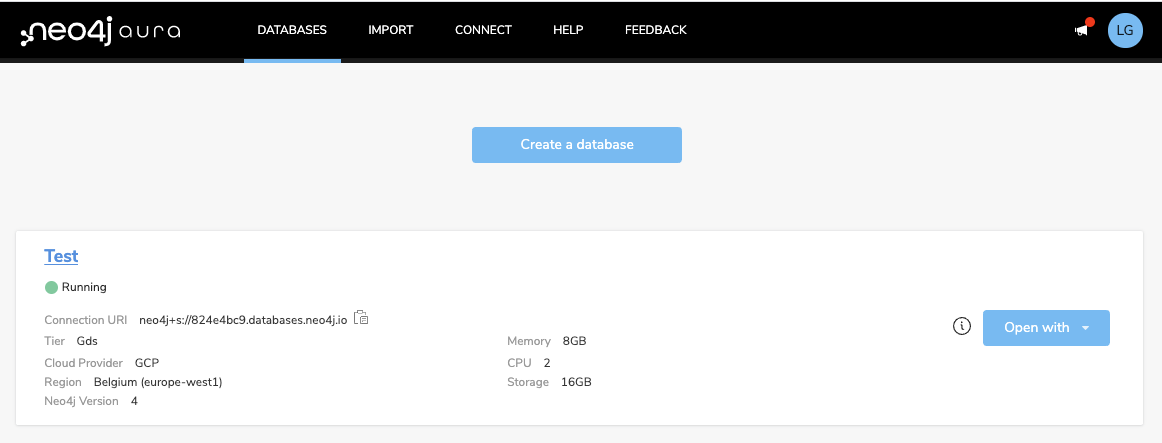 neo4j aura DATABASES IMPORT CONNECT HELP FEEDBACK LG
Create a database
Test
Running
Connection URI neo4j+s://824e4bc9.databases.neo4j.io
Open with
Tier Gds Memory 8GB
Cloud Provider GCP CPU 2
Region Belgium (europe-west1) Storage 16GB
Neo4j Version 4